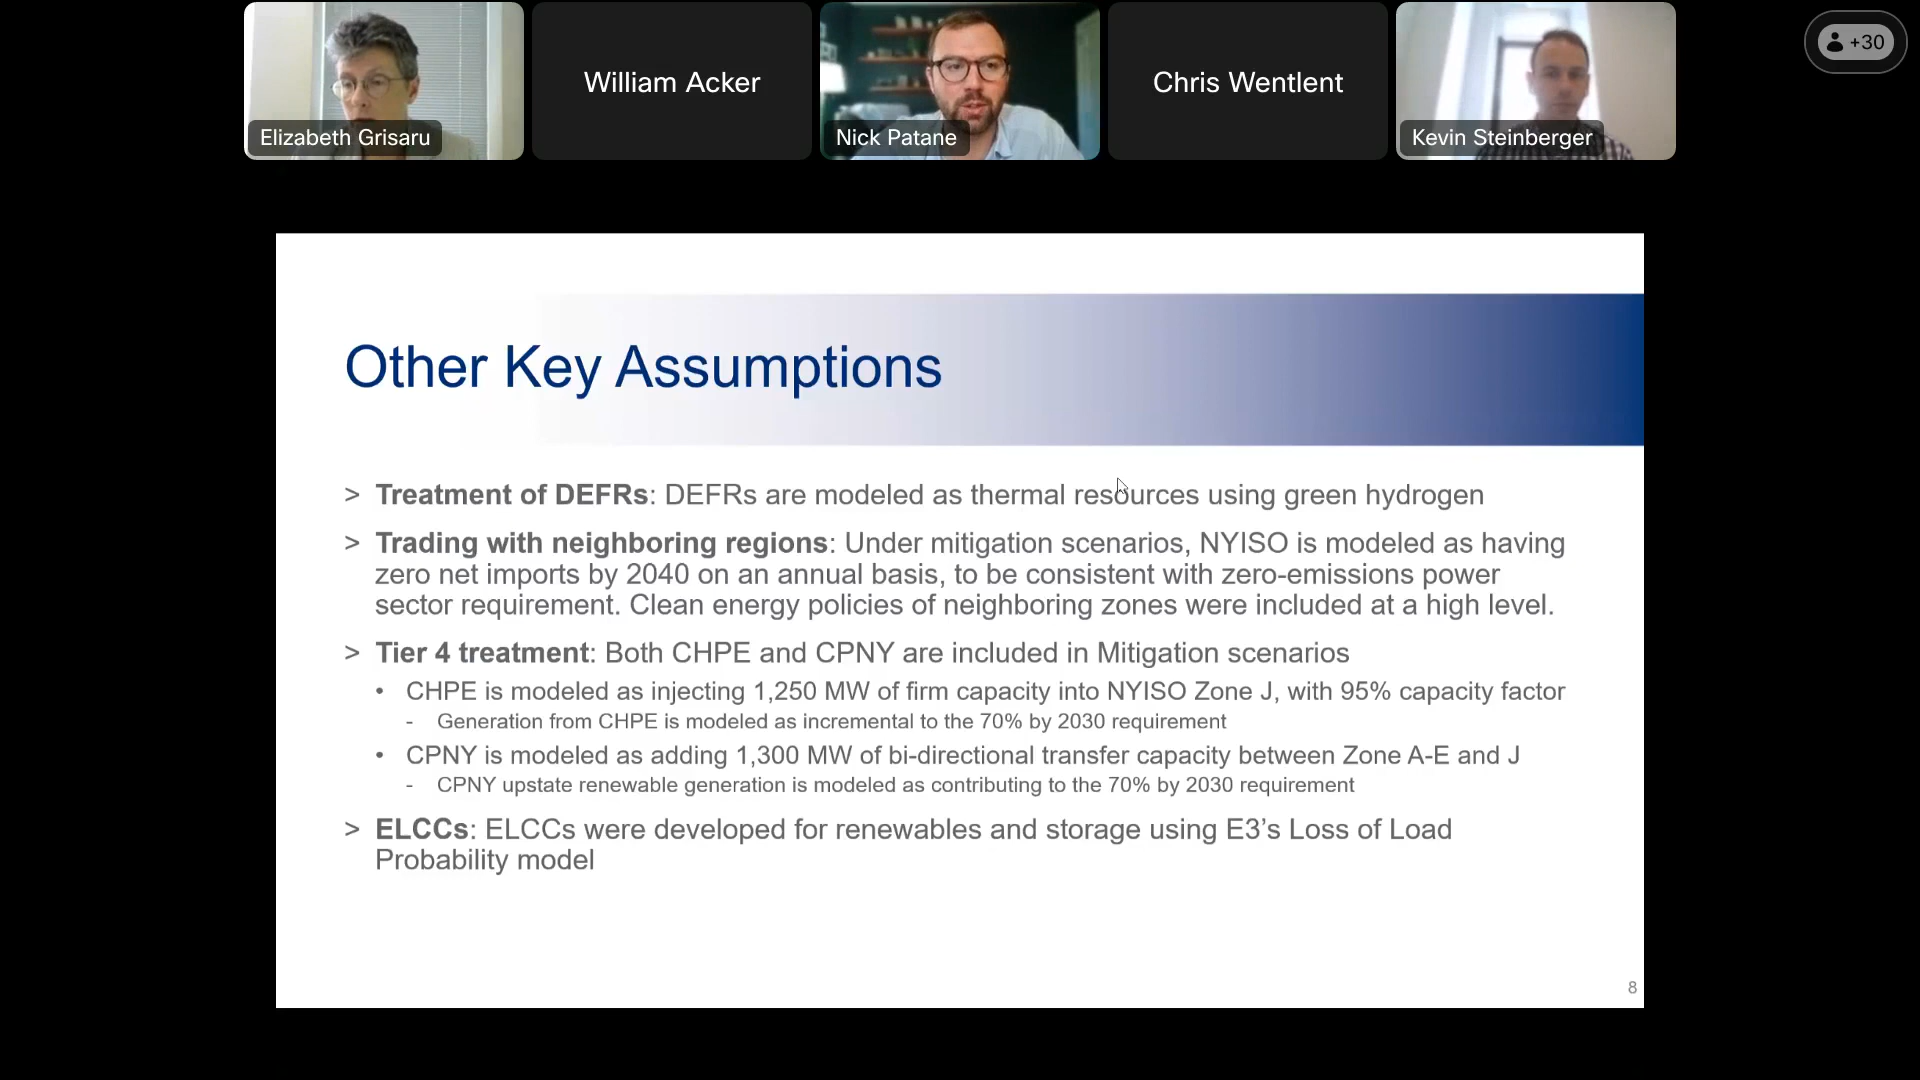 Elizabeth Grisaru
William Acker
Nick Patane
Chris Wentlent
Kevin Steinberger
+30
Other Key Assumptions
> Treatment of DEFRs: DEFRs are modeled as thermal resources using green hydrogen
> Trading with neighboring regions: Under mitigation scenarios, NYISO is modeled as having
zero net imports by 2040 on an annual basis, to be consistent with zero-emissions power
sector requirement. Clean energy policies of neighboring zones were included at a high level.
> Tier 4 treatment: Both CHPE and CPNY are included in Mitigation scenarios
• CHPE is modeled as injecting 1,250 MW of firm capacity into NYISO Zone J, with 95% capacity factor
- Generation from CHPE is modeled as incremental to the 70% by 2030 requirement
• CPNY is modeled as adding 1,300 MW of bi-directional transfer capacity between Zone A-E and J
- CPNY upstate renewable generation is modeled as contributing to the 70% by 2030 requirement
> ELCCs: ELCCs were developed for renewables and storage using E3’s Loss of Load
Probability model
8